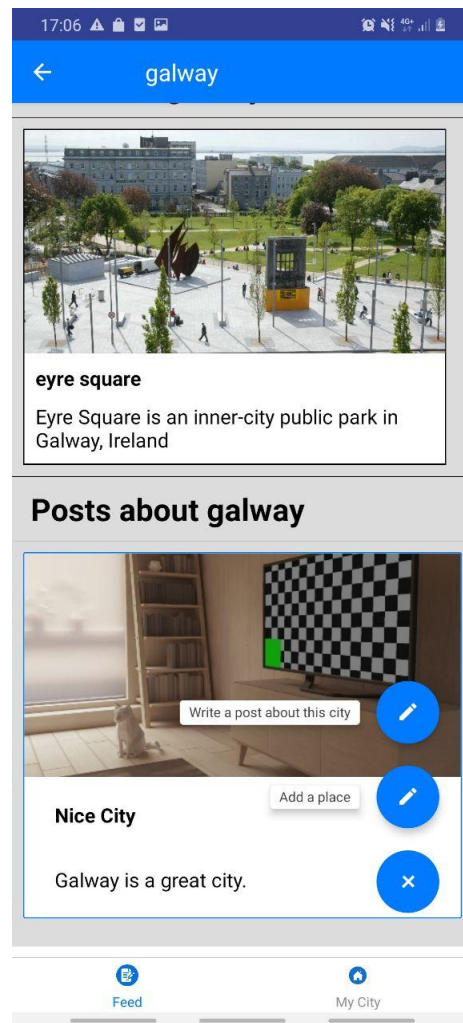 17:06
4G+
galway
eyre square
Eyre Square is an inner-city public park in
Galway, Ireland
Posts about galway
Write a post about this city
Add a place
Nice City
Galway is a great city.
Feed
My City